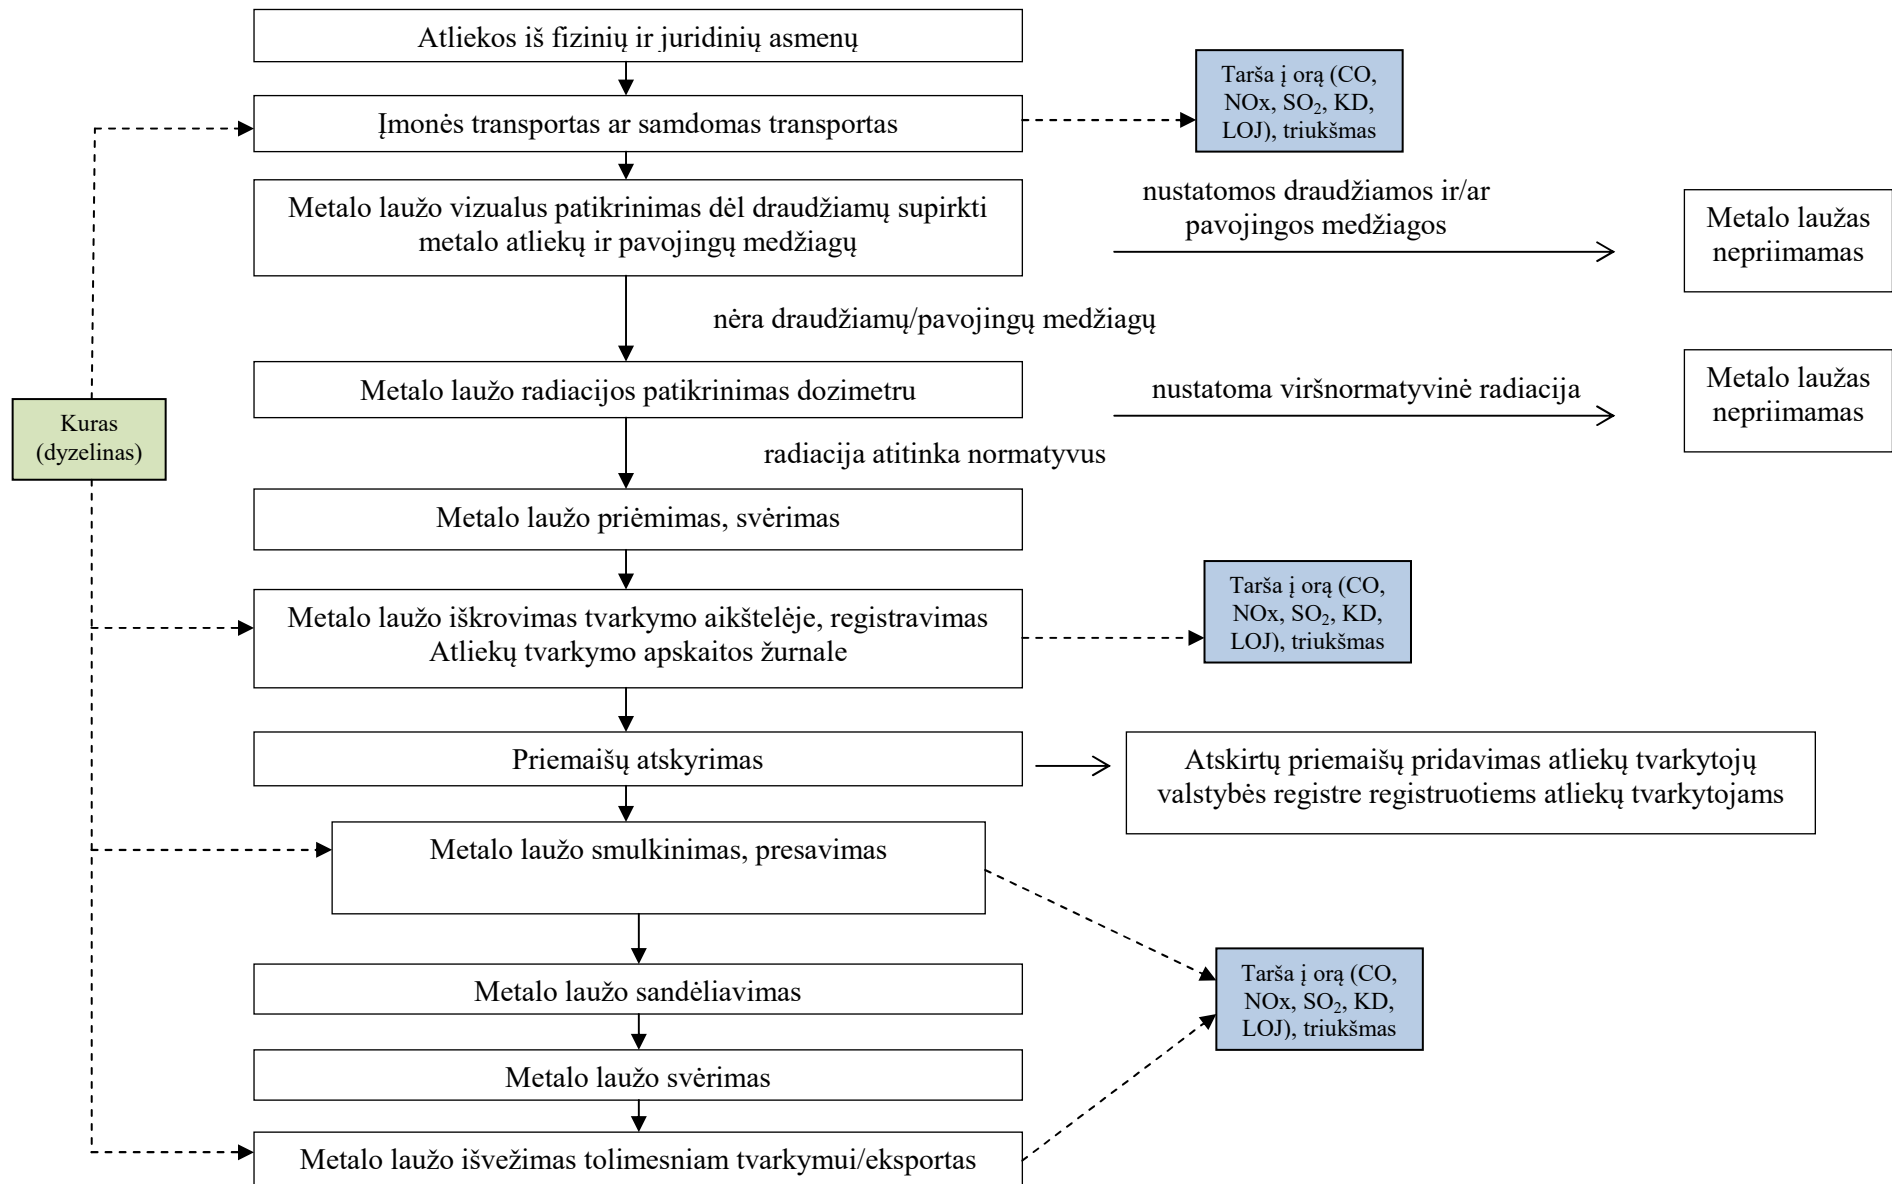 Atliekos iš fizinių ir juridinių asmenų
Tarša į orą (CO,
NOx, SO₂, KD,
LOJ), triukšmas
Įmonės transportas ar samdomas transportas
Metalo laužo vizualus patikrinimas dėl draudžiamų supirkti
metalo atliekų ir pavojingų medžiagų
nustatomos draudžiamos ir/ar
pavojingos medžiagos
Metalo laužas
nepriimamas
nėra draudžiamų/pavojingų medžiagų
Metalo laužo radiacijos patikrinimas dozimetru
nustatoma viršnormatyvinė radiacija
Metalo laužas
nepriimamas
Kuras
(dyzelinas)
radiacija atitinka normatyvus
Metalo laužo priėmimas, svėrimas
Metalo laužo iškrovimas tvarkymo aikštelėje, registravimas
Atliekų tvarkymo apskaitos žurnale
Tarša į orą (CO,
NOx, SO₂, KD,
LOJ), triukšmas
Priemaišų atskyrimas
Atskirtų priemaišų pridavimas atliekų tvarkytojų
valstybės registre registruotiems atliekų tvarkytojams
Metalo laužo smulkinimas, presavimas
Metalo laužo sandėliavimas
Tarša į orą (CO,
NOx, SO₂, KD,
LOJ), triukšmas
Metalo laužo svėrimas
Metalo laužo išvežimas tolimesniam tvarkymui/eksportas